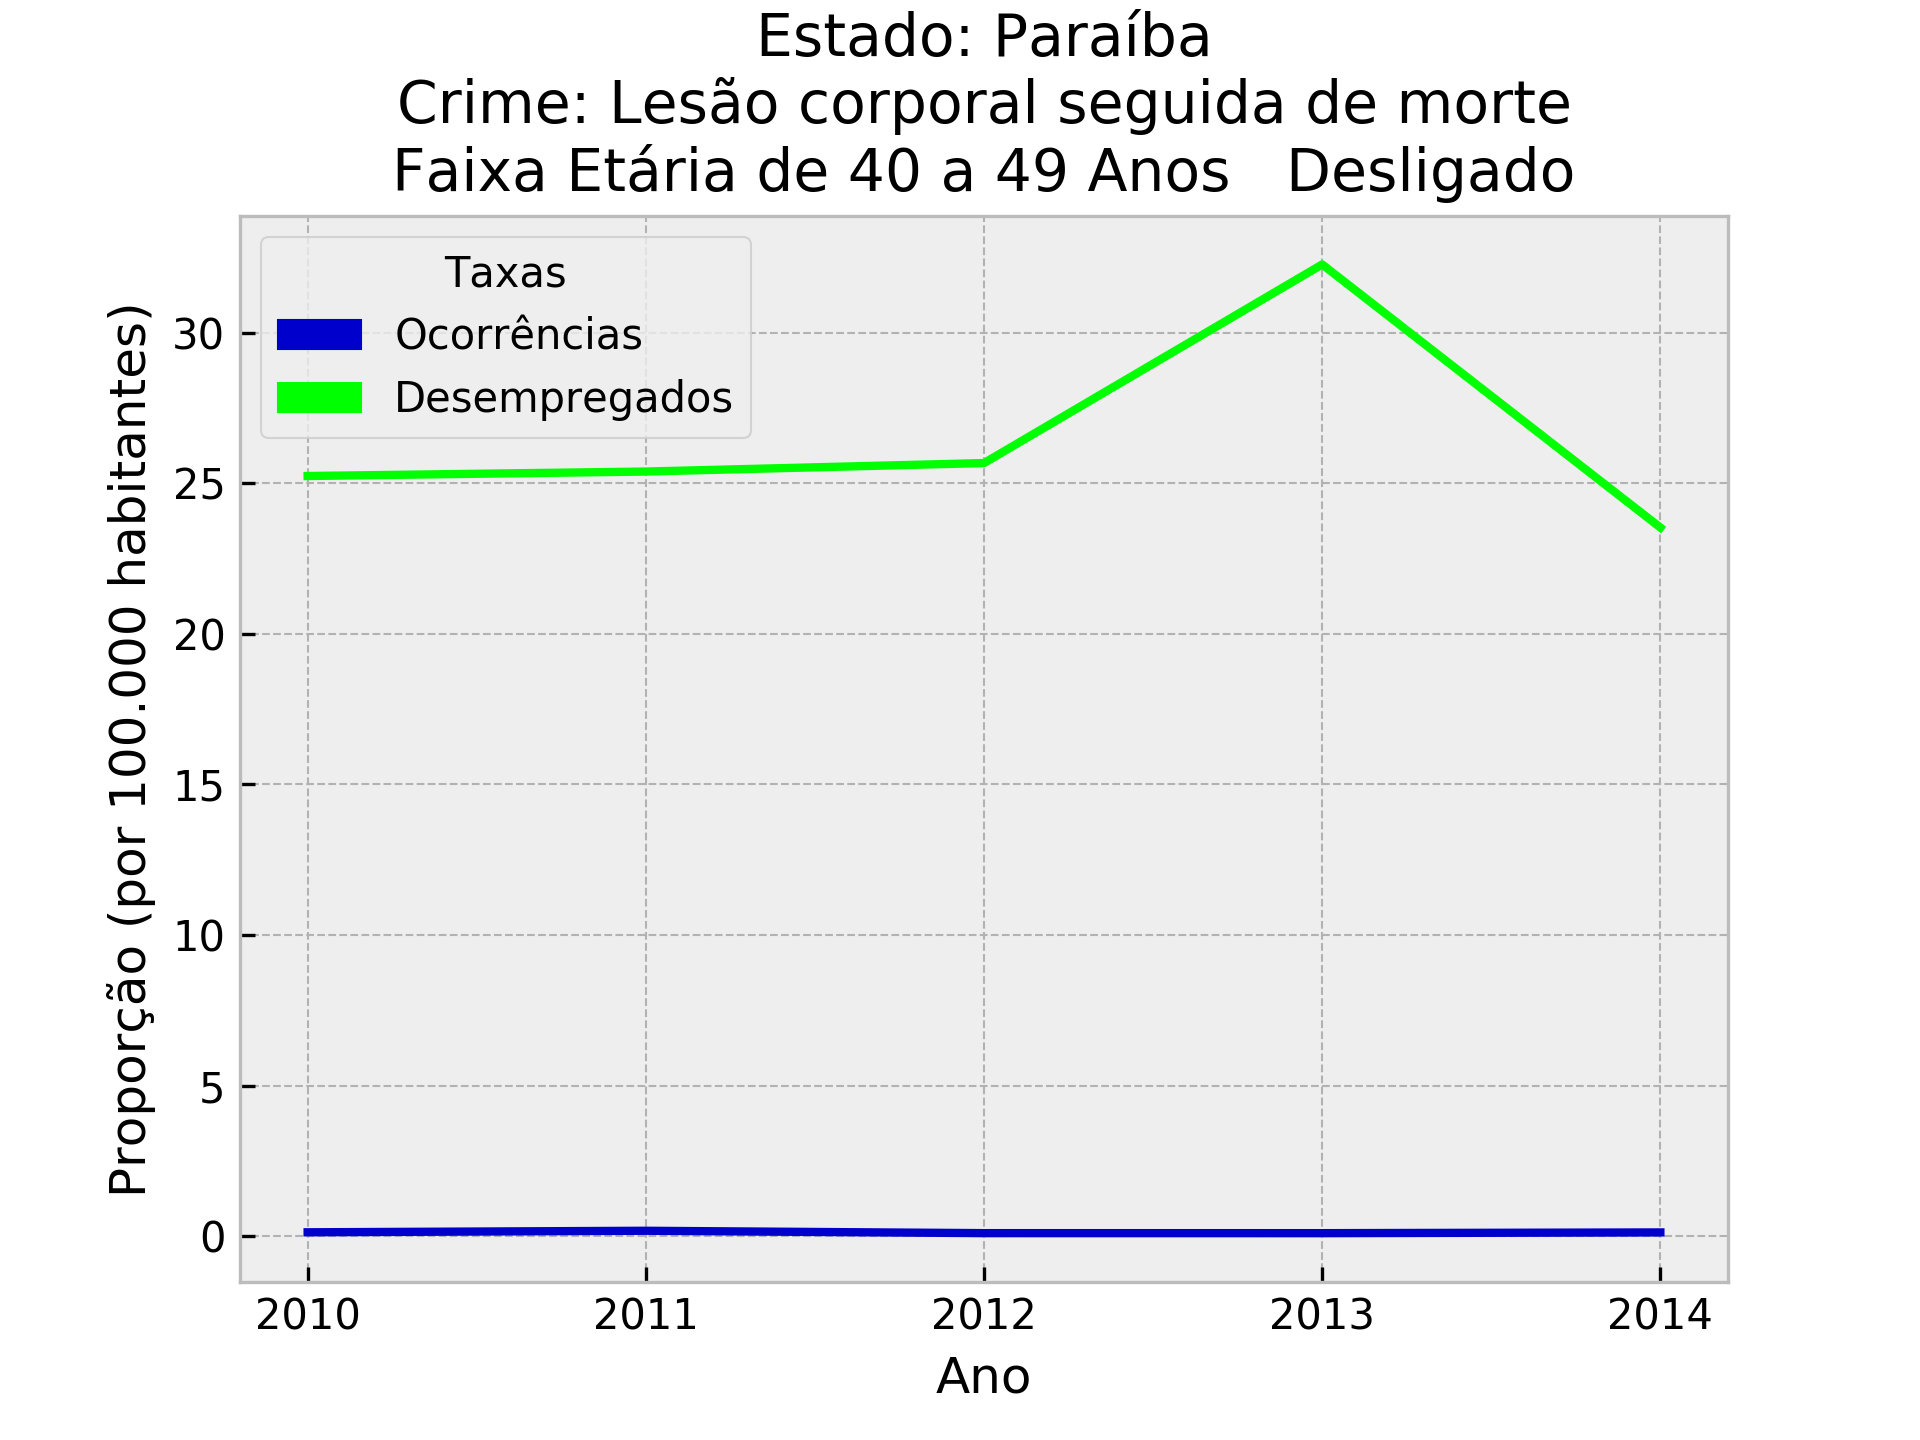 Estado: Paraíba
Crime: Lesão corporal seguida de morte
Faixa Etária de 40 a 49 Anos   Desligado
Taxas
Ocorrências
Desempregados
Proporção (por 100.000 habitantes)
30
25
20
15
10
5
0
2010 2011 2012 2013 2014
Ano